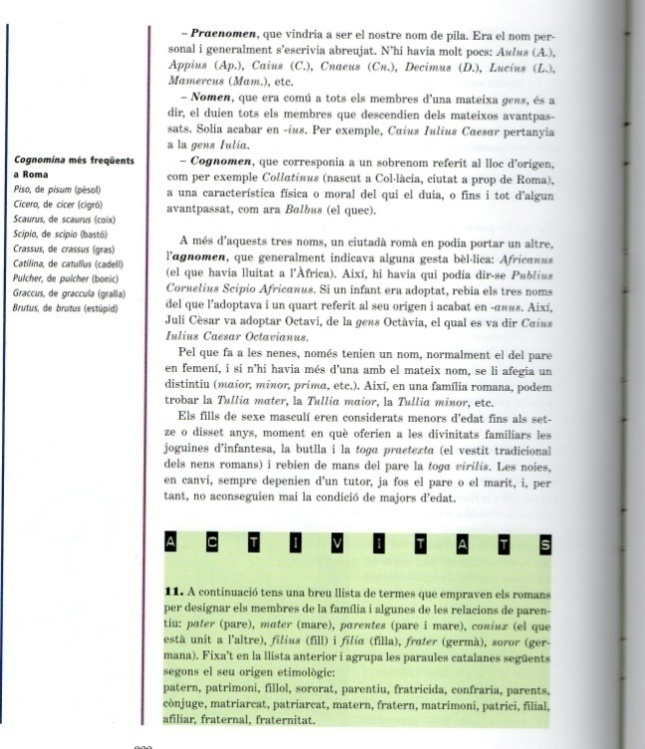 – Praenomen, que vindria a ser el nostre nom de pila. Era el nom per-
sonal i generalment s'escrivia abreujat. N'hi havia molt pocs: Aulus (A.),
Appius (Ap.), Caius (C.), Cnaeus (Cn.), Decimus (D.), Lucius (L.),
Mamercus (Mam.), etc.
– Nomen, que era comú a tots els membres d'una mateixa gens, és a
dir, el duien tots els membres que descendien dels mateixos avantpas-
sats. Solia acabar en -ius. Per exemple, Caius Iulius Caesar pertanyia
a la gens Iulia.
– Cognomen, que corresponia a un sobrenom referit al lloc d'origen,
com per exemple Collatinus (nascut a Col·làcia, ciutat a prop de Roma),
a una característica física o moral del qui el duia, o fins i tot d'algun
avantpassat, com ara Balbus (el quec).
Cognomina més freqüents
a Roma
Piso, de pisum (pèsol)
Cicero, de cicer (cigró)
Scaurus, de scaurus (coix)
Scipio, de scipio (bastó)
Crassus, de crassus (gras)
Catilina, de catullus (cadell)
Pulcher, de pulcher (bonic)
Graccus, de graccula (gralla)
Brutus, de brutus (estúpid)
A més d'aquests tres noms, un ciutadà romà en podia portar un altre,
l'agnomen, que generalment indicava alguna gesta bèl·lica: Africanus
(el que havia lluitat a l'Àfrica). Així, hi havia qui podia dir-se Publius
Cornelius Scipio Africanus. Si un infant era adoptat, rebia els tres noms
del que l'adoptava i un quart referit al seu origen i acabat en -anus. Així,
Juli Cèsar va adoptar Octavi, de la gens Octàvia, el qual es va dir Caius
Iulius Caesar Octavianus.
Pel que fa a les nenes, només tenien un nom, normalment el del pare
en femení, i si n'hi havia més d'una amb el mateix nom, se li afegia un
distintiu (maior, minor, prima, etc.). Així, en una família romana, podem
trobar la Tullia mater, la Tullia maior, la Tullia minor, etc.
Els fills de sexe masculí eren considerats menors d'edat fins als set-
ze o disset anys, moment en què oferien a les divinitats familiars les
joguines d'infantesa, la butlla i la toga praetexta (el vestit tradicional
dels nens romans) i rebien de mans del pare la toga virilis. Les noies,
en canvi, sempre depenien d'un tutor, ja fos el pare o el marit, i, per
tant, no aconseguien mai la condició de majors d'edat.
ACTIVITATS
11. A continuació tens una breu llista de termes que empraven els romans
per designar els membres de la família i algunes de les relacions de paren-
tiu: pater (pare), mater (mare), parentes (pare i mare), coniux (el que
està unit a l'altre), filius (fill) i filia (filla), frater (germà), soror (ger-
mana). Fixa't en la llista anterior i agrupa les paraules catalanes següents
segons el seu origen etimològic:
patern, patrimoni, fillol, sororat, parentiu, fratricida, confraria, parents,
cònjuge, matriarcat, patriarcat, matern, fratern, matrimoni, patrici, filial,
afiliar, fraternal, fraternitat.